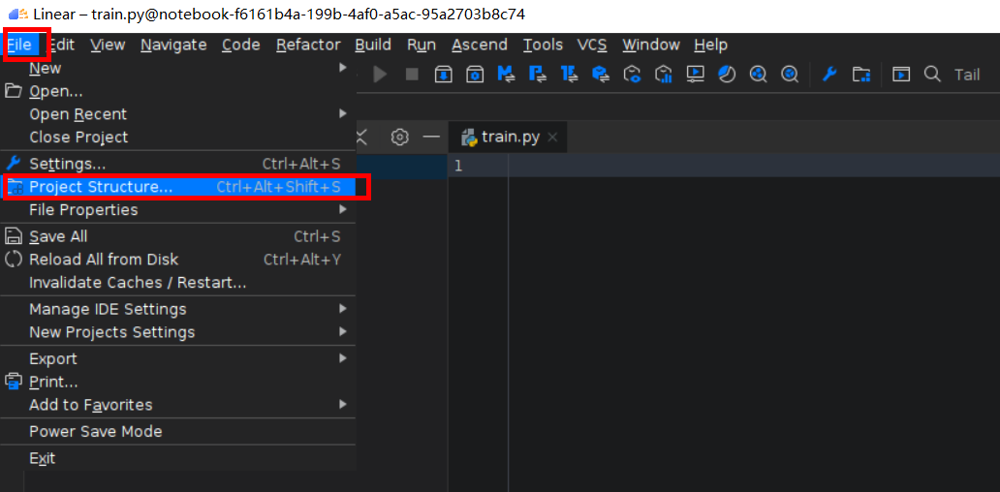 Linear – train.py@notebook-f6161b4a-199b-4af0-a5ac-95a2703b8c74
File Edit View Navigate Code Refactor Build Run Ascend Tools VCS Window Help
Tail
New
Open...
Open Recent
Close Project
Settings... Ctrl+Alt+S
Project Structure... Ctrl+Alt+Shift+S
File Properties
Save All Ctrl+S
Reload All from Disk Ctrl+Alt+Y
Invalidate Caches / Restart...
Manage IDE Settings
New Projects Settings
Export
Print...
Add to Favorites
Power Save Mode
Exit
train.py
1